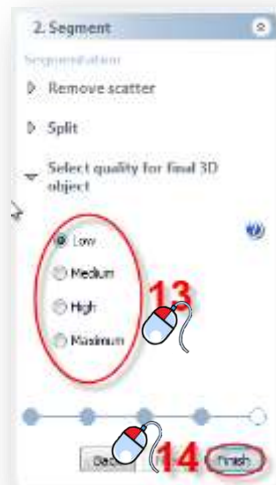 2. Segment
Segmentation
Remove scatter
Split
Select quality for final 3D
object
Low
Medium
High
Maximum
13
14
Finish